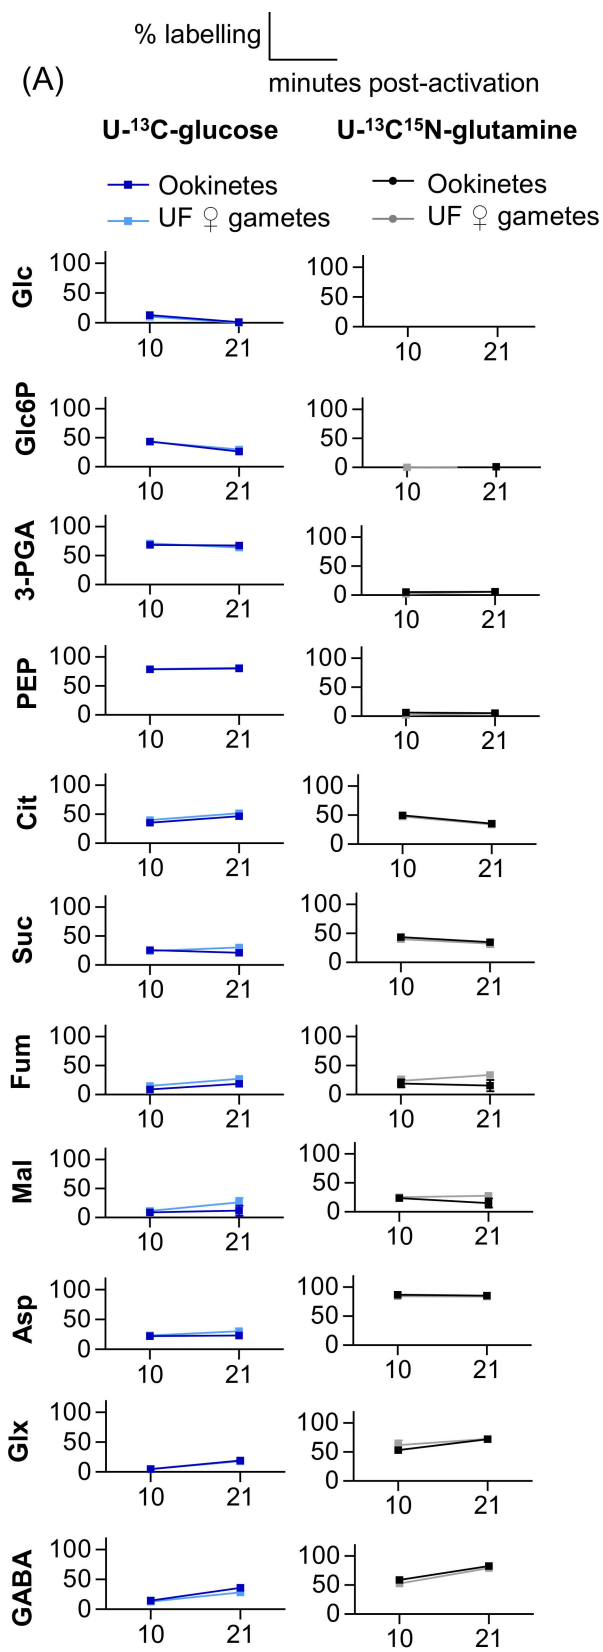 % labelling
(A)
minutes post-activation
U-¹³C-glucose U-¹³C¹⁵N-glutamine
Ookinetes Ookinetes
UF ♀ gametes UF ♀ gametes
Glc
100 100
50 50
0 0
10 21 10 21
Glc6P
100 100
50 50
0 0
10 21 10 21
3-PGA
100 100
50 50
0 0
10 21 10 21
PEP
100 100
50 50
0 0
10 21 10 21
Cit
100 100
50 50
0 0
10 21 10 21
Suc
100 100
50 50
0 0
10 21 10 21
Fum
100 100
50 50
0 0
10 21 10 21
Mal
100 100
50 50
0 0
10 21 10 21
Asp
100 100
50 50
0 0
10 21 10 21
Glx
100 100
50 50
0 0
10 21 10 21
GABA
100 100
50 50
0 0
10 21 10 21